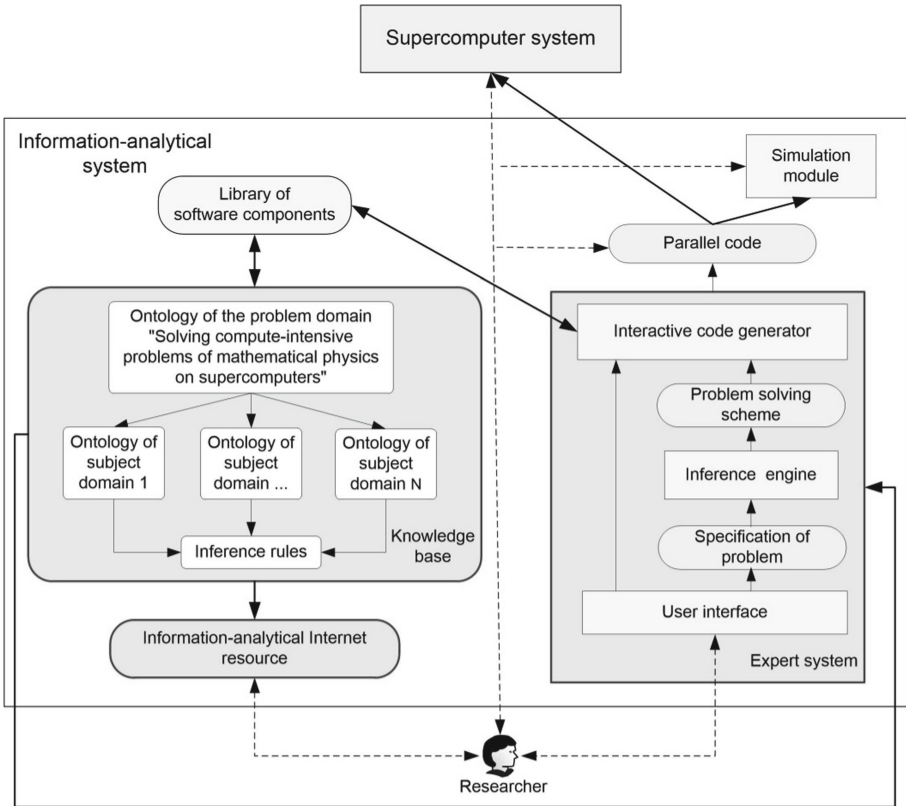 Supercomputer system
Information-analytical
system
Simulation
module
Library of
software components
Parallel code
Ontology of the problem domain
"Solving compute-intensive
problems of mathematical physics
on supercomputers"
Interactive code generator
Problem solving
scheme
Ontology of
subject
domain 1
Ontology of
subject
domain ...
Ontology of
subject
domain N
Inference engine
Inference rules
Knowledge
base
Specification of
problem
User interface
Information-analytical Internet
resource
Expert system
Researcher